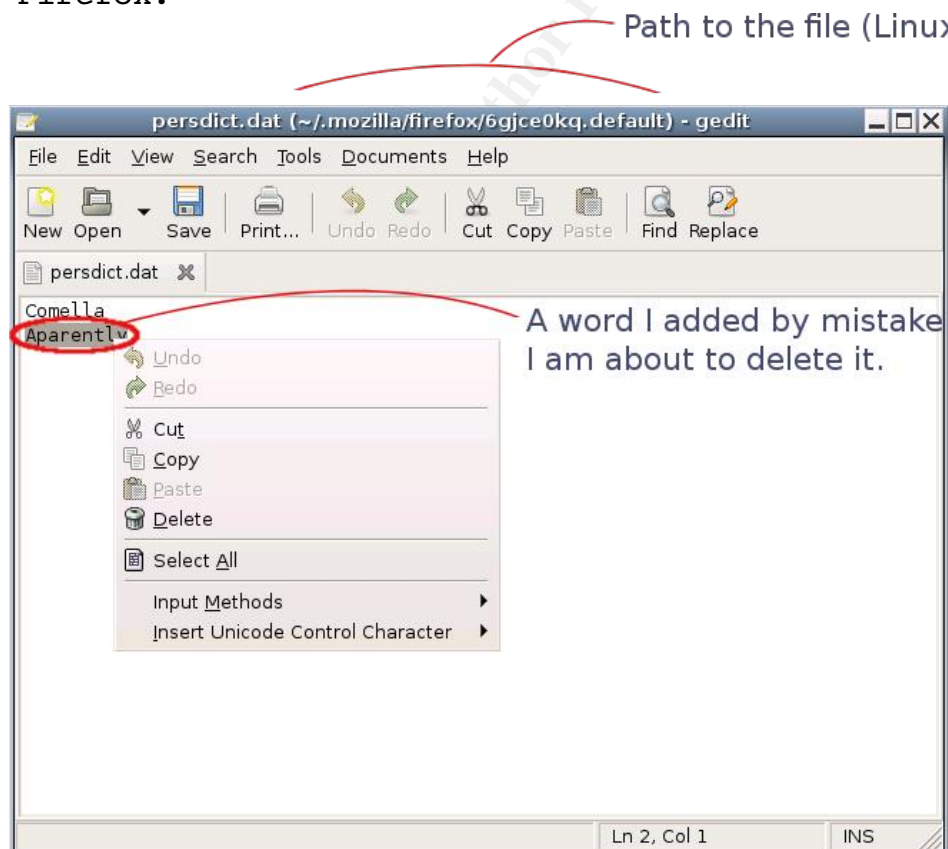 Firefox.
Path to the file (Linux
persdict.dat (~/.mozilla/firefox/6gjce0kq.default) - gedit
File Edit View Search Tools Documents Help
New Open Save Print... Undo Redo Cut Copy Paste Find Replace
persdict.dat
Comella
Aparently
A word I added by mistake
I am about to delete it.
Undo
Redo
Cut
Copy
Paste
Delete
Select All
Input Methods
Insert Unicode Control Character
Ln 2, Col 1 INS